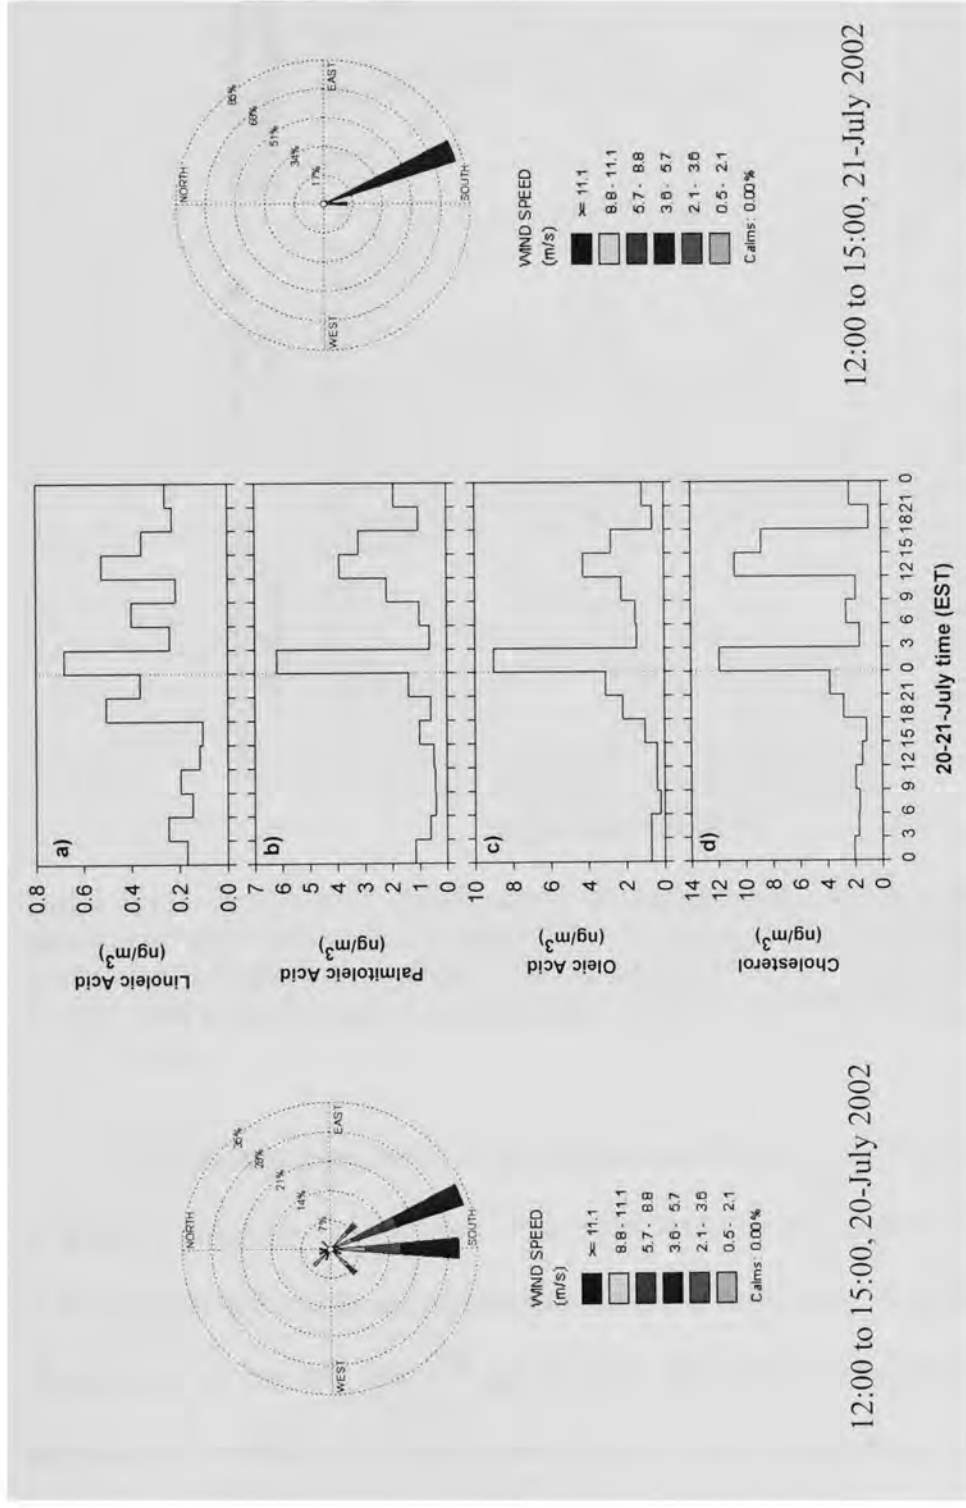 NORTH
35%
28%
21%
14%
7%
WEST
EAST
SOUTH
WIND SPEED
(m/s)
>= 11.1
8.8 - 11.1
5.7 - 8.8
3.6 - 5.7
2.1 - 3.6
0.5 - 2.1
Calms: 0.00%
12:00 to 15:00, 20-July 2002
Linoleic Acid
(ng/m3)
0.8
0.6
0.4
0.2
0.0
a)
Palmitoleic Acid
(ng/m3)
7
6
5
4
3
2
1
0
b)
Oleic Acid
(ng/m3)
10
8
6
4
2
0
c)
Cholesterol
(ng/m3)
14
12
10
8
6
4
2
0
d)
0 3 6 9 12 15 18 21 0 3 6 9 12 15 18 21 0
20-21-July time (EST)
NORTH
85%
68%
51%
34%
17%
WEST
EAST
SOUTH
WIND SPEED
(m/s)
>= 11.1
8.8 - 11.1
5.7 - 8.8
3.6 - 5.7
2.1 - 3.6
0.5 - 2.1
Calms: 0.00%
12:00 to 15:00, 21-July 2002